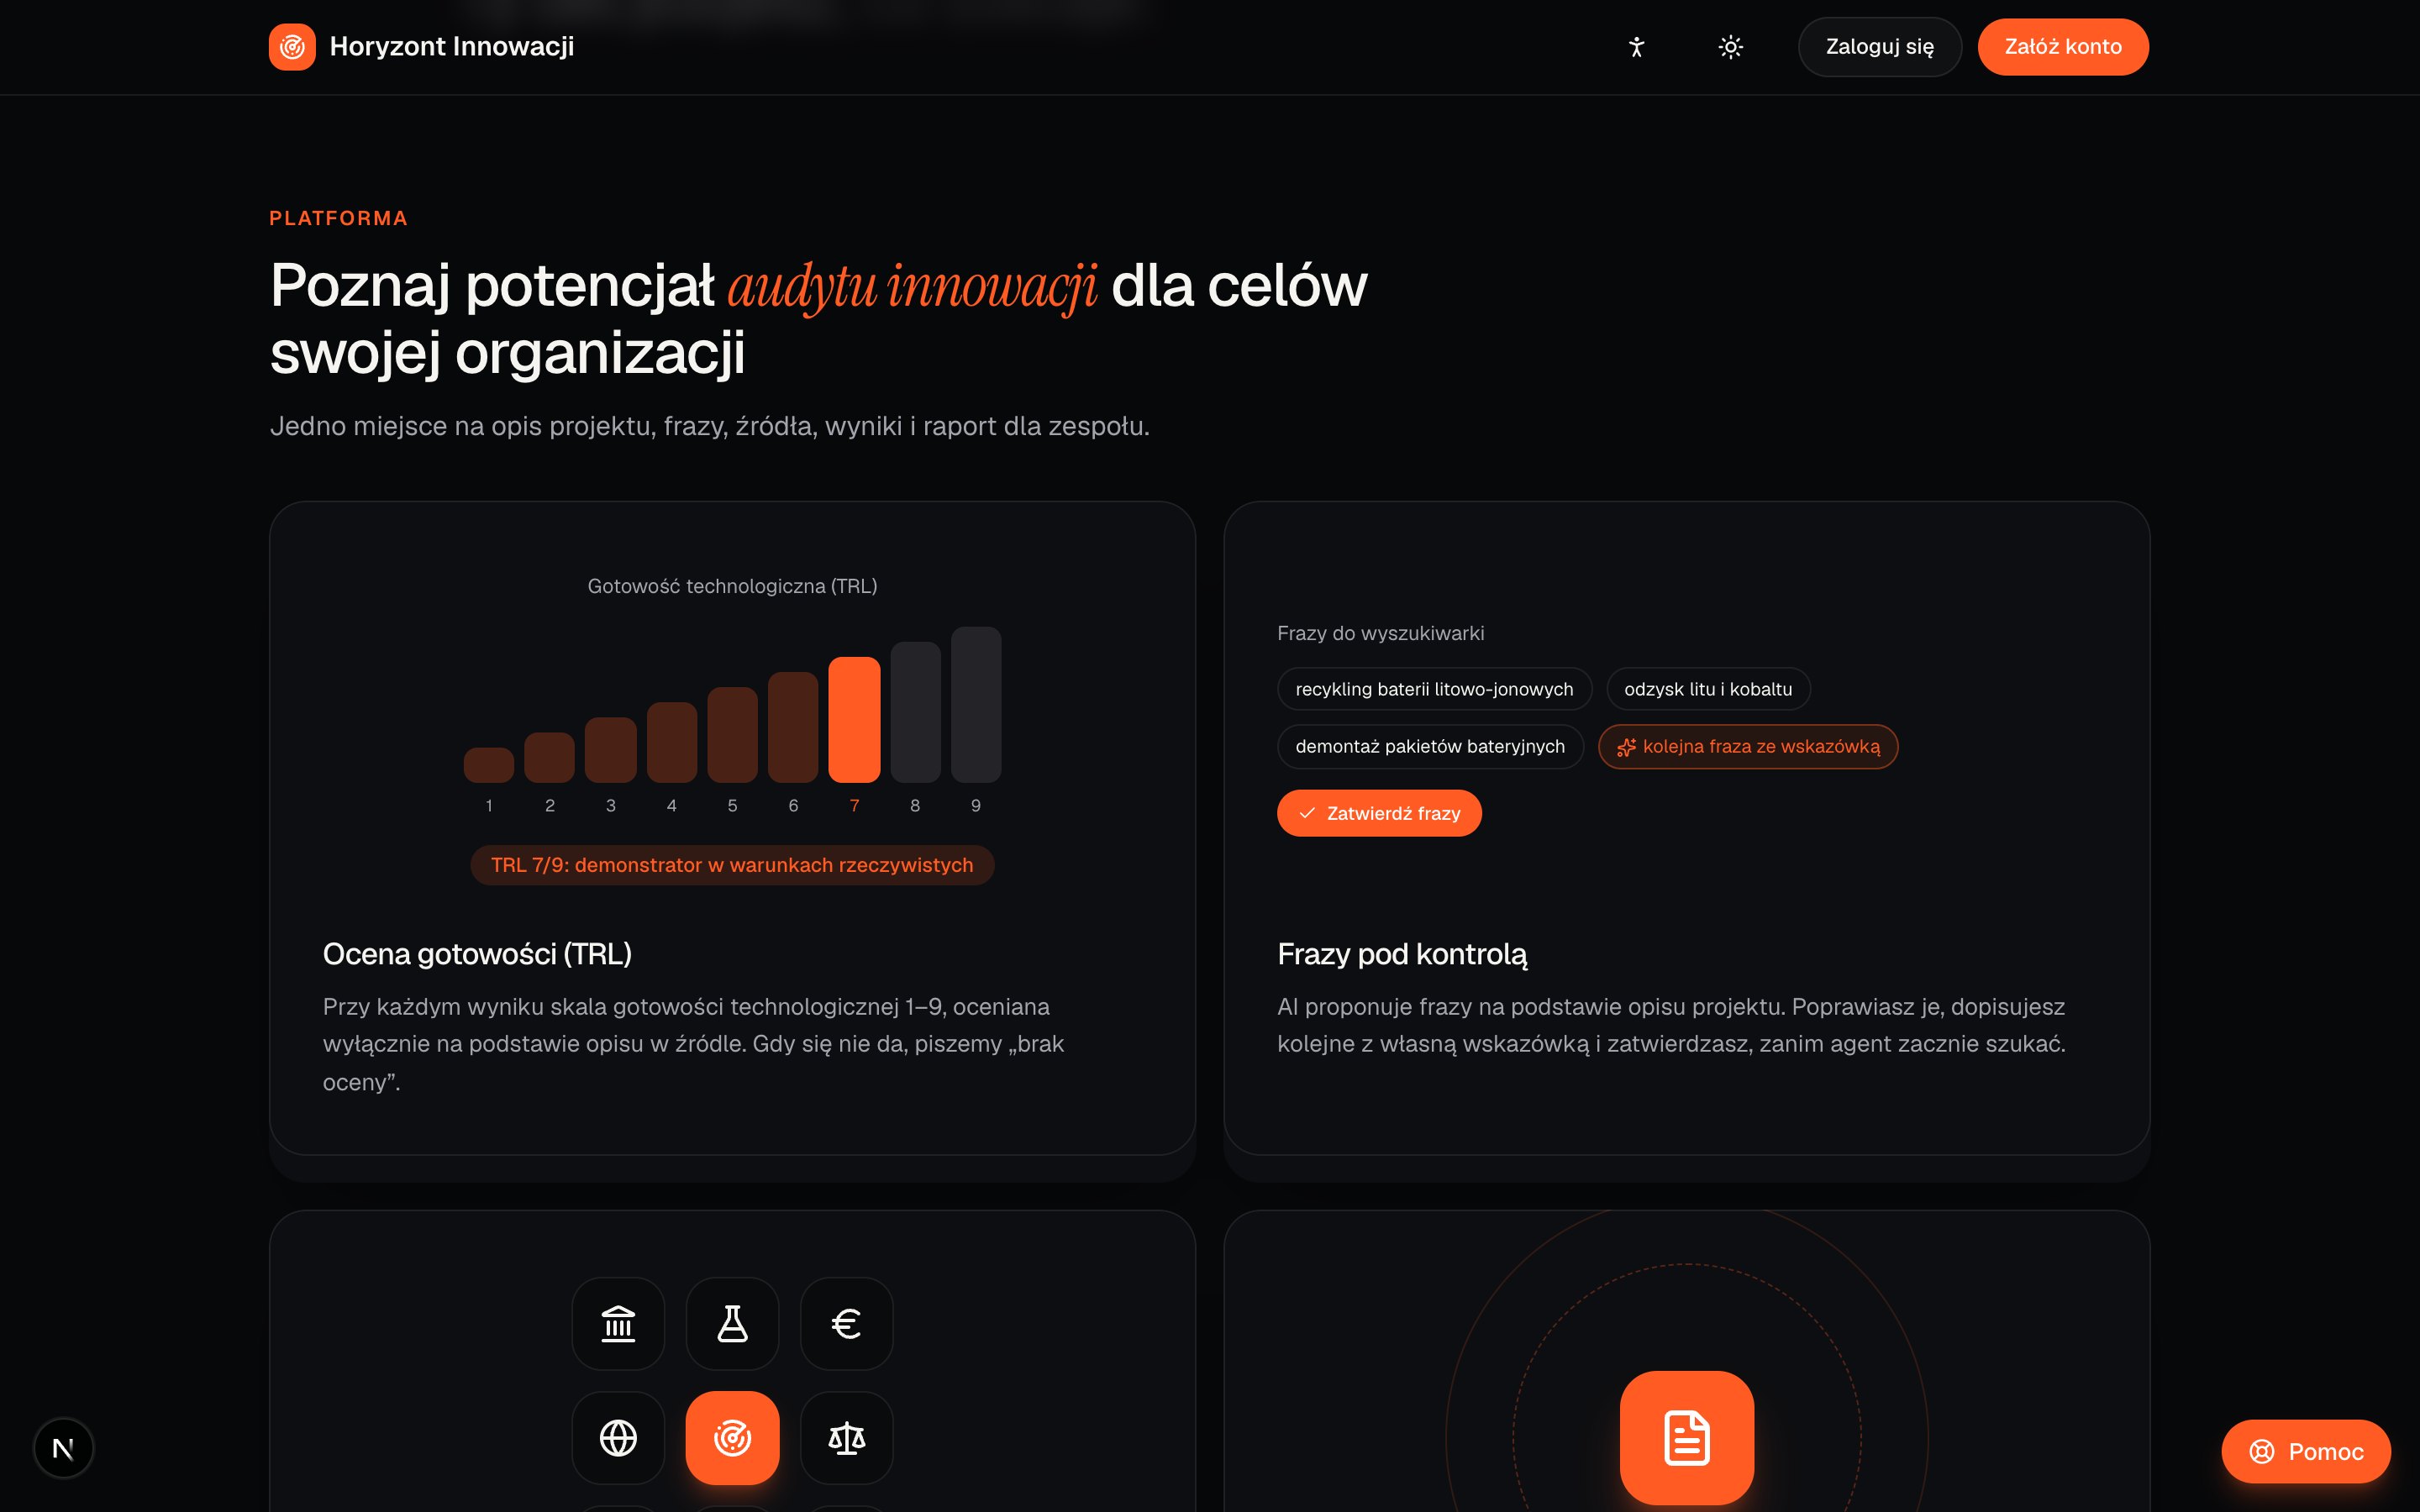 Horyzont Innowacji
Zaloguj się
Załóż konto
PLATFORMA
Poznaj potencjał audytu innowacji dla celów
swojej organizacji
Jedno miejsce na opis projektu, frazy, źródła, wyniki i raport dla zespołu.
Gotowość technologiczna (TRL)
1 2 3 4 5 6 7 8 9
TRL 7/9: demonstrator w warunkach rzeczywistych
Ocena gotowości (TRL)
Przy każdym wyniku skala gotowości technologicznej 1–9, oceniana
wyłącznie na podstawie opisu w źródle. Gdy się nie da, piszemy „brak
oceny”.
Frazy do wyszukiwarki
recykling baterii litowo-jonowych
odzysk litu i kobaltu
demontaż pakietów bateryjnych
kolejna fraza ze wskazówką
Zatwierdź frazy
Frazy pod kontrolą
AI proponuje frazy na podstawie opisu projektu. Poprawiasz je, dopisujesz
kolejne z własną wskazówką i zatwierdzasz, zanim agent zacznie szukać.
N
Pomoc